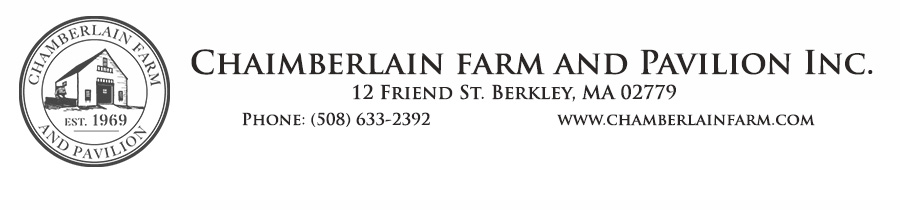 CHAMBERLAIN FARM
EST. 1969
AND PAVILION
CHAIMBERLAIN FARM AND PAVILION INC.
12 FRIEND ST. BERKLEY, MA 02779
PHONE: (508) 633-2392 WWW.CHAMBERLAINFARM.COM